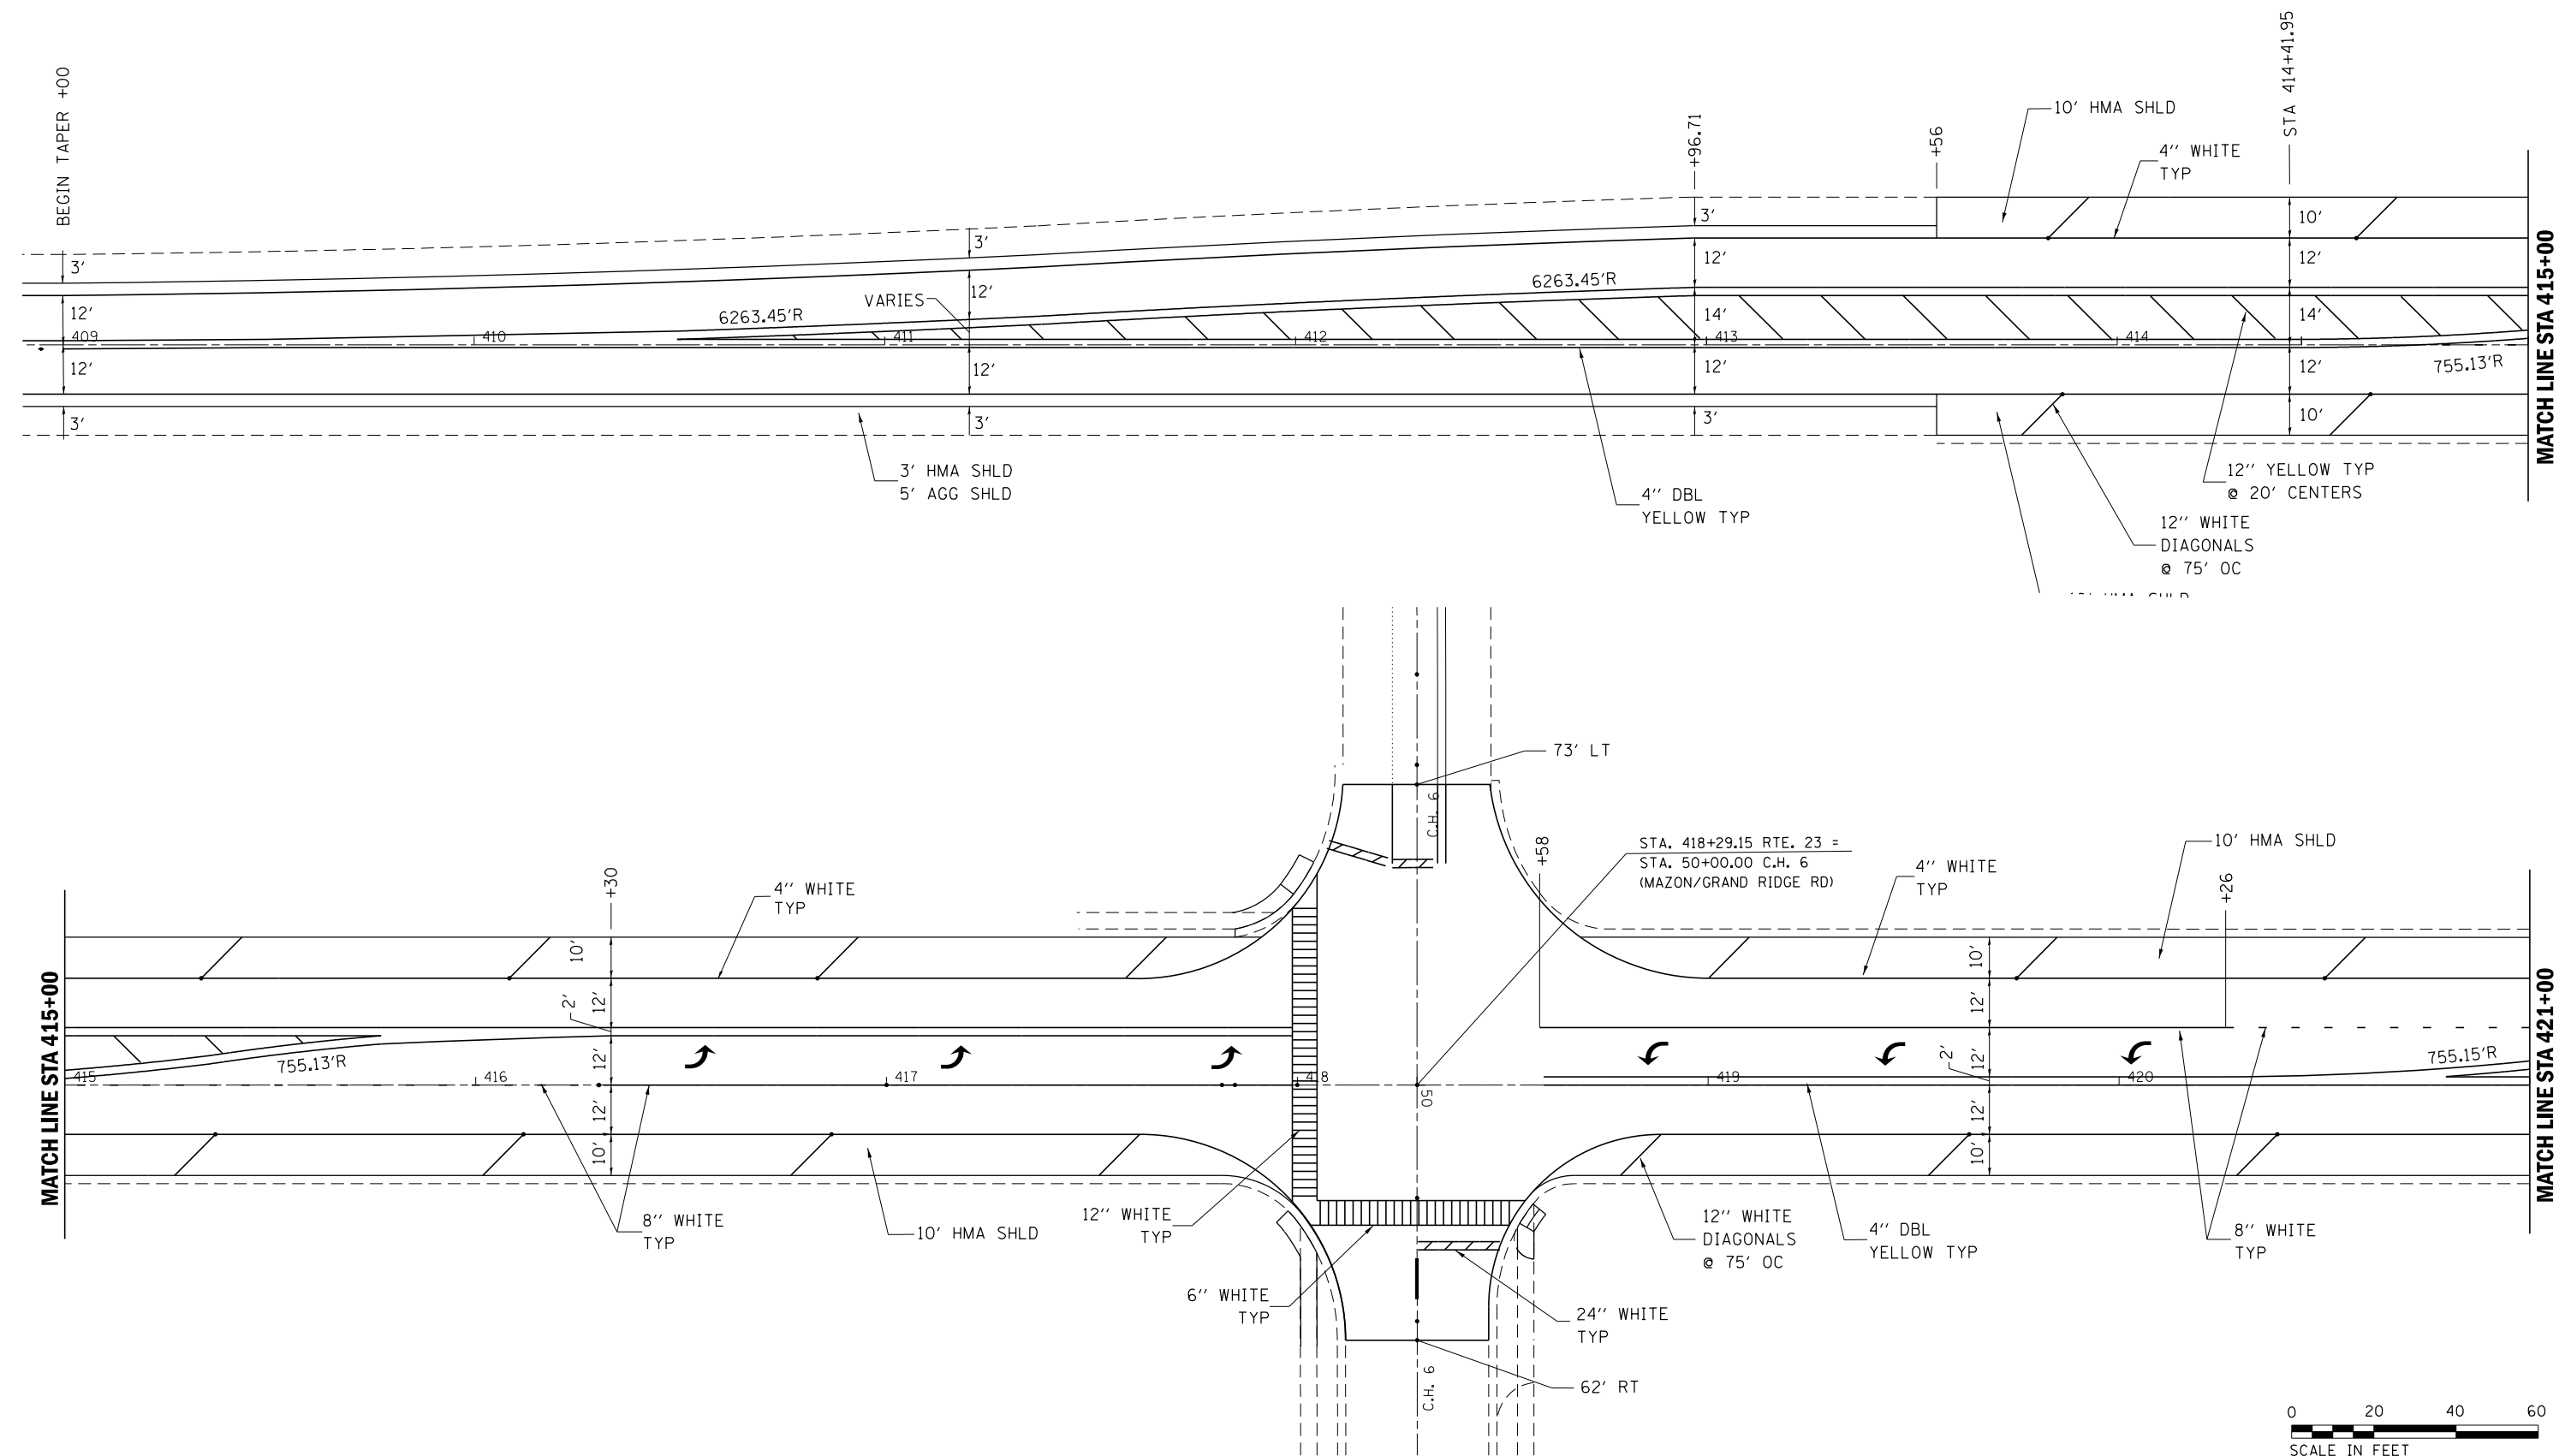 BEGIN TAPER +00
+96.71
+56
STA 414+41.95
10' HMA SHLD
4'' WHITE
TYP
3'
3'
3'
10'
12'
12'
12'
12'
VARIES
6263.45'R
6263.45'R
14'
14'
409
410
411
412
413
414
12'
12'
12'
12'
755.13'R
3'
3'
3'
10'
MATCH LINE STA 415+00
3' HMA SHLD
5' AGG SHLD
4'' DBL
YELLOW TYP
12'' YELLOW TYP
@ 20' CENTERS
12'' WHITE
DIAGONALS
@ 75' OC
73' LT
C.H. 6
STA. 418+29.15 RTE. 23 =
STA. 50+00.00 C.H. 6
(MAZON/GRAND RIDGE RD)
+58
+30
4'' WHITE
TYP
4'' WHITE
TYP
10' HMA SHLD
+26
10'
10'
2'
12'
12'
MATCH LINE STA 415+00
755.13'R
12'
12'
2'
755.15'R
415
416
417
418
419
420
50
12'
12'
10'
10'
MATCH LINE STA 421+00
8'' WHITE
TYP
10' HMA SHLD
12'' WHITE
TYP
12'' WHITE
DIAGONALS
@ 75' OC
4'' DBL
YELLOW TYP
8'' WHITE
TYP
6'' WHITE
TYP
24'' WHITE
TYP
62' RT
C.H. 6
0 20 40 60
SCALE IN FEET